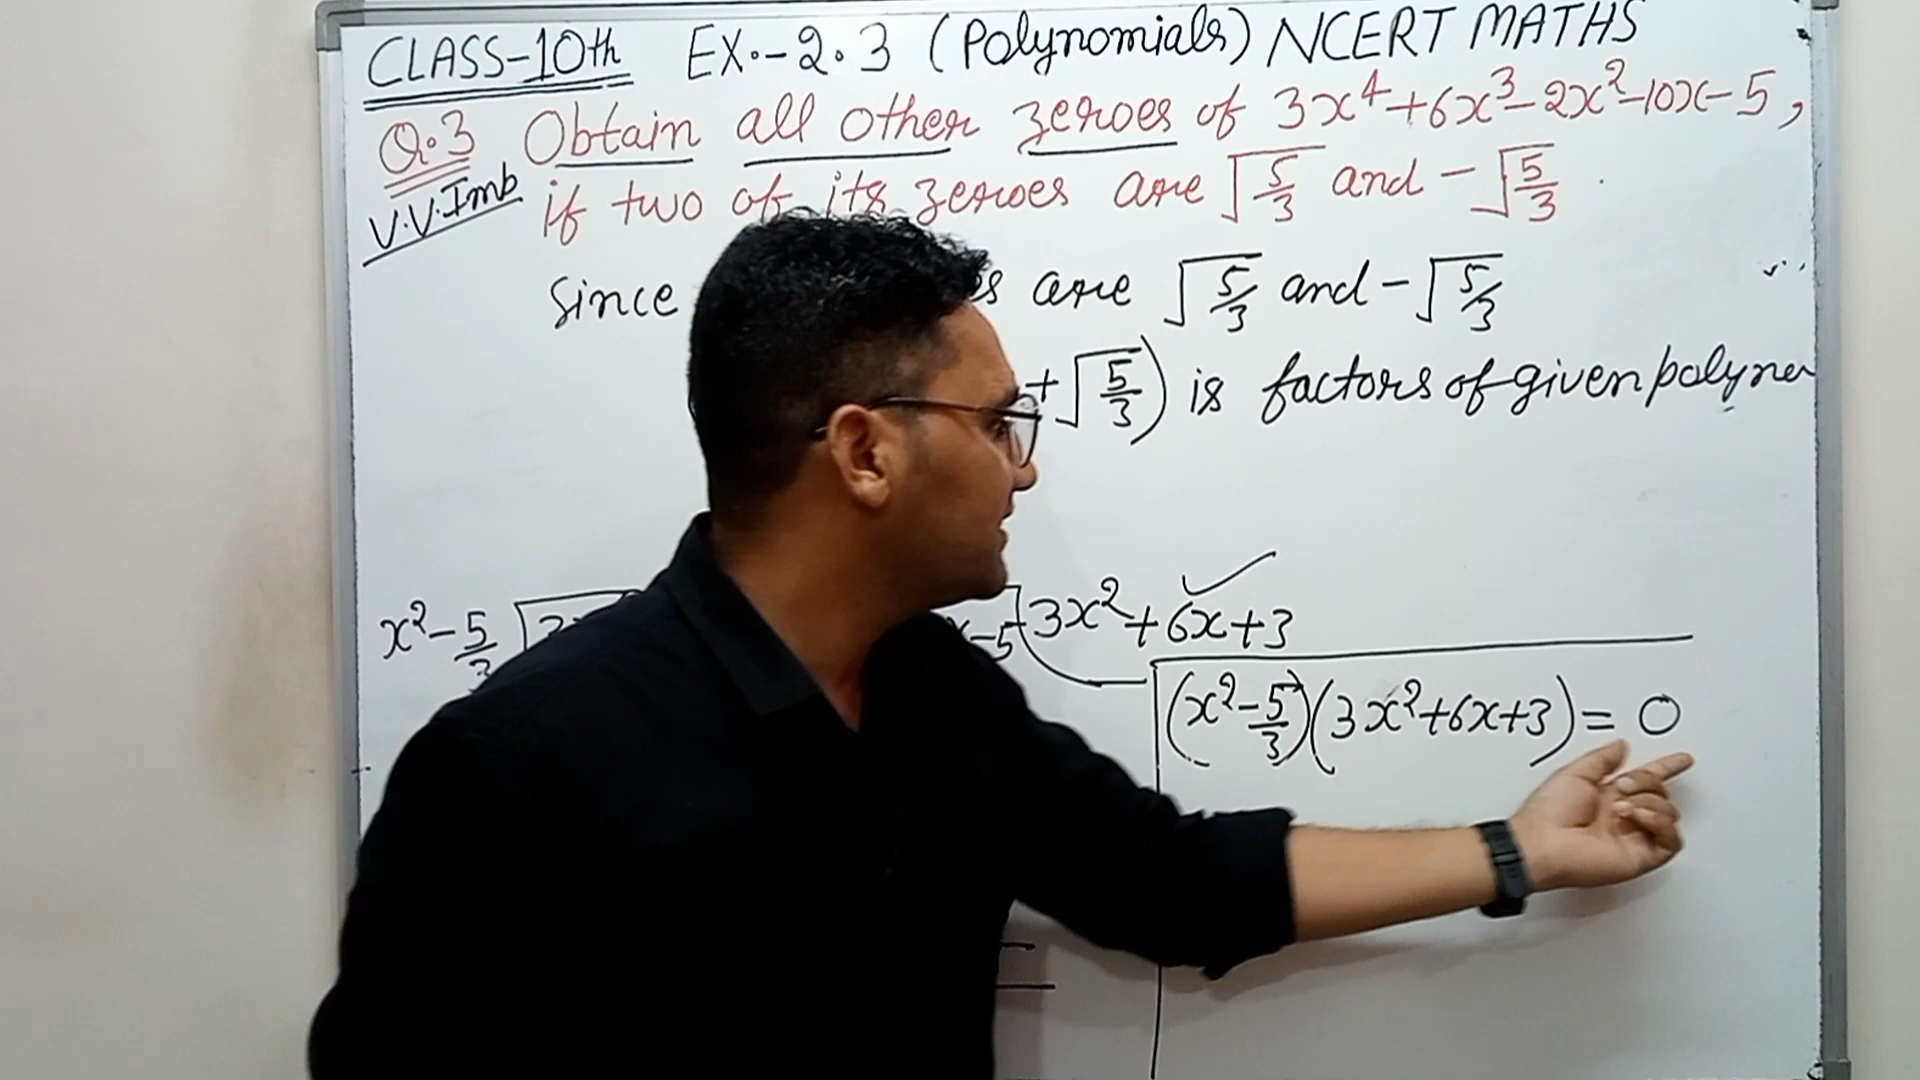 CLASS-10th EX.-2.3 (Polynomials) NCERT MATHS
Q.3 Obtain all other zeroes of 3x⁴+6x³-2x²-10x-5,
V.V.Imb if two of its zeroes are √5/3 and -√5/3
Since are √5/3 and -√5/3
+√5/3) is factors of given polyno
x²-5/3 -5 3x²+6x+3
(x²-5/3)(3x²+6x+3)=0